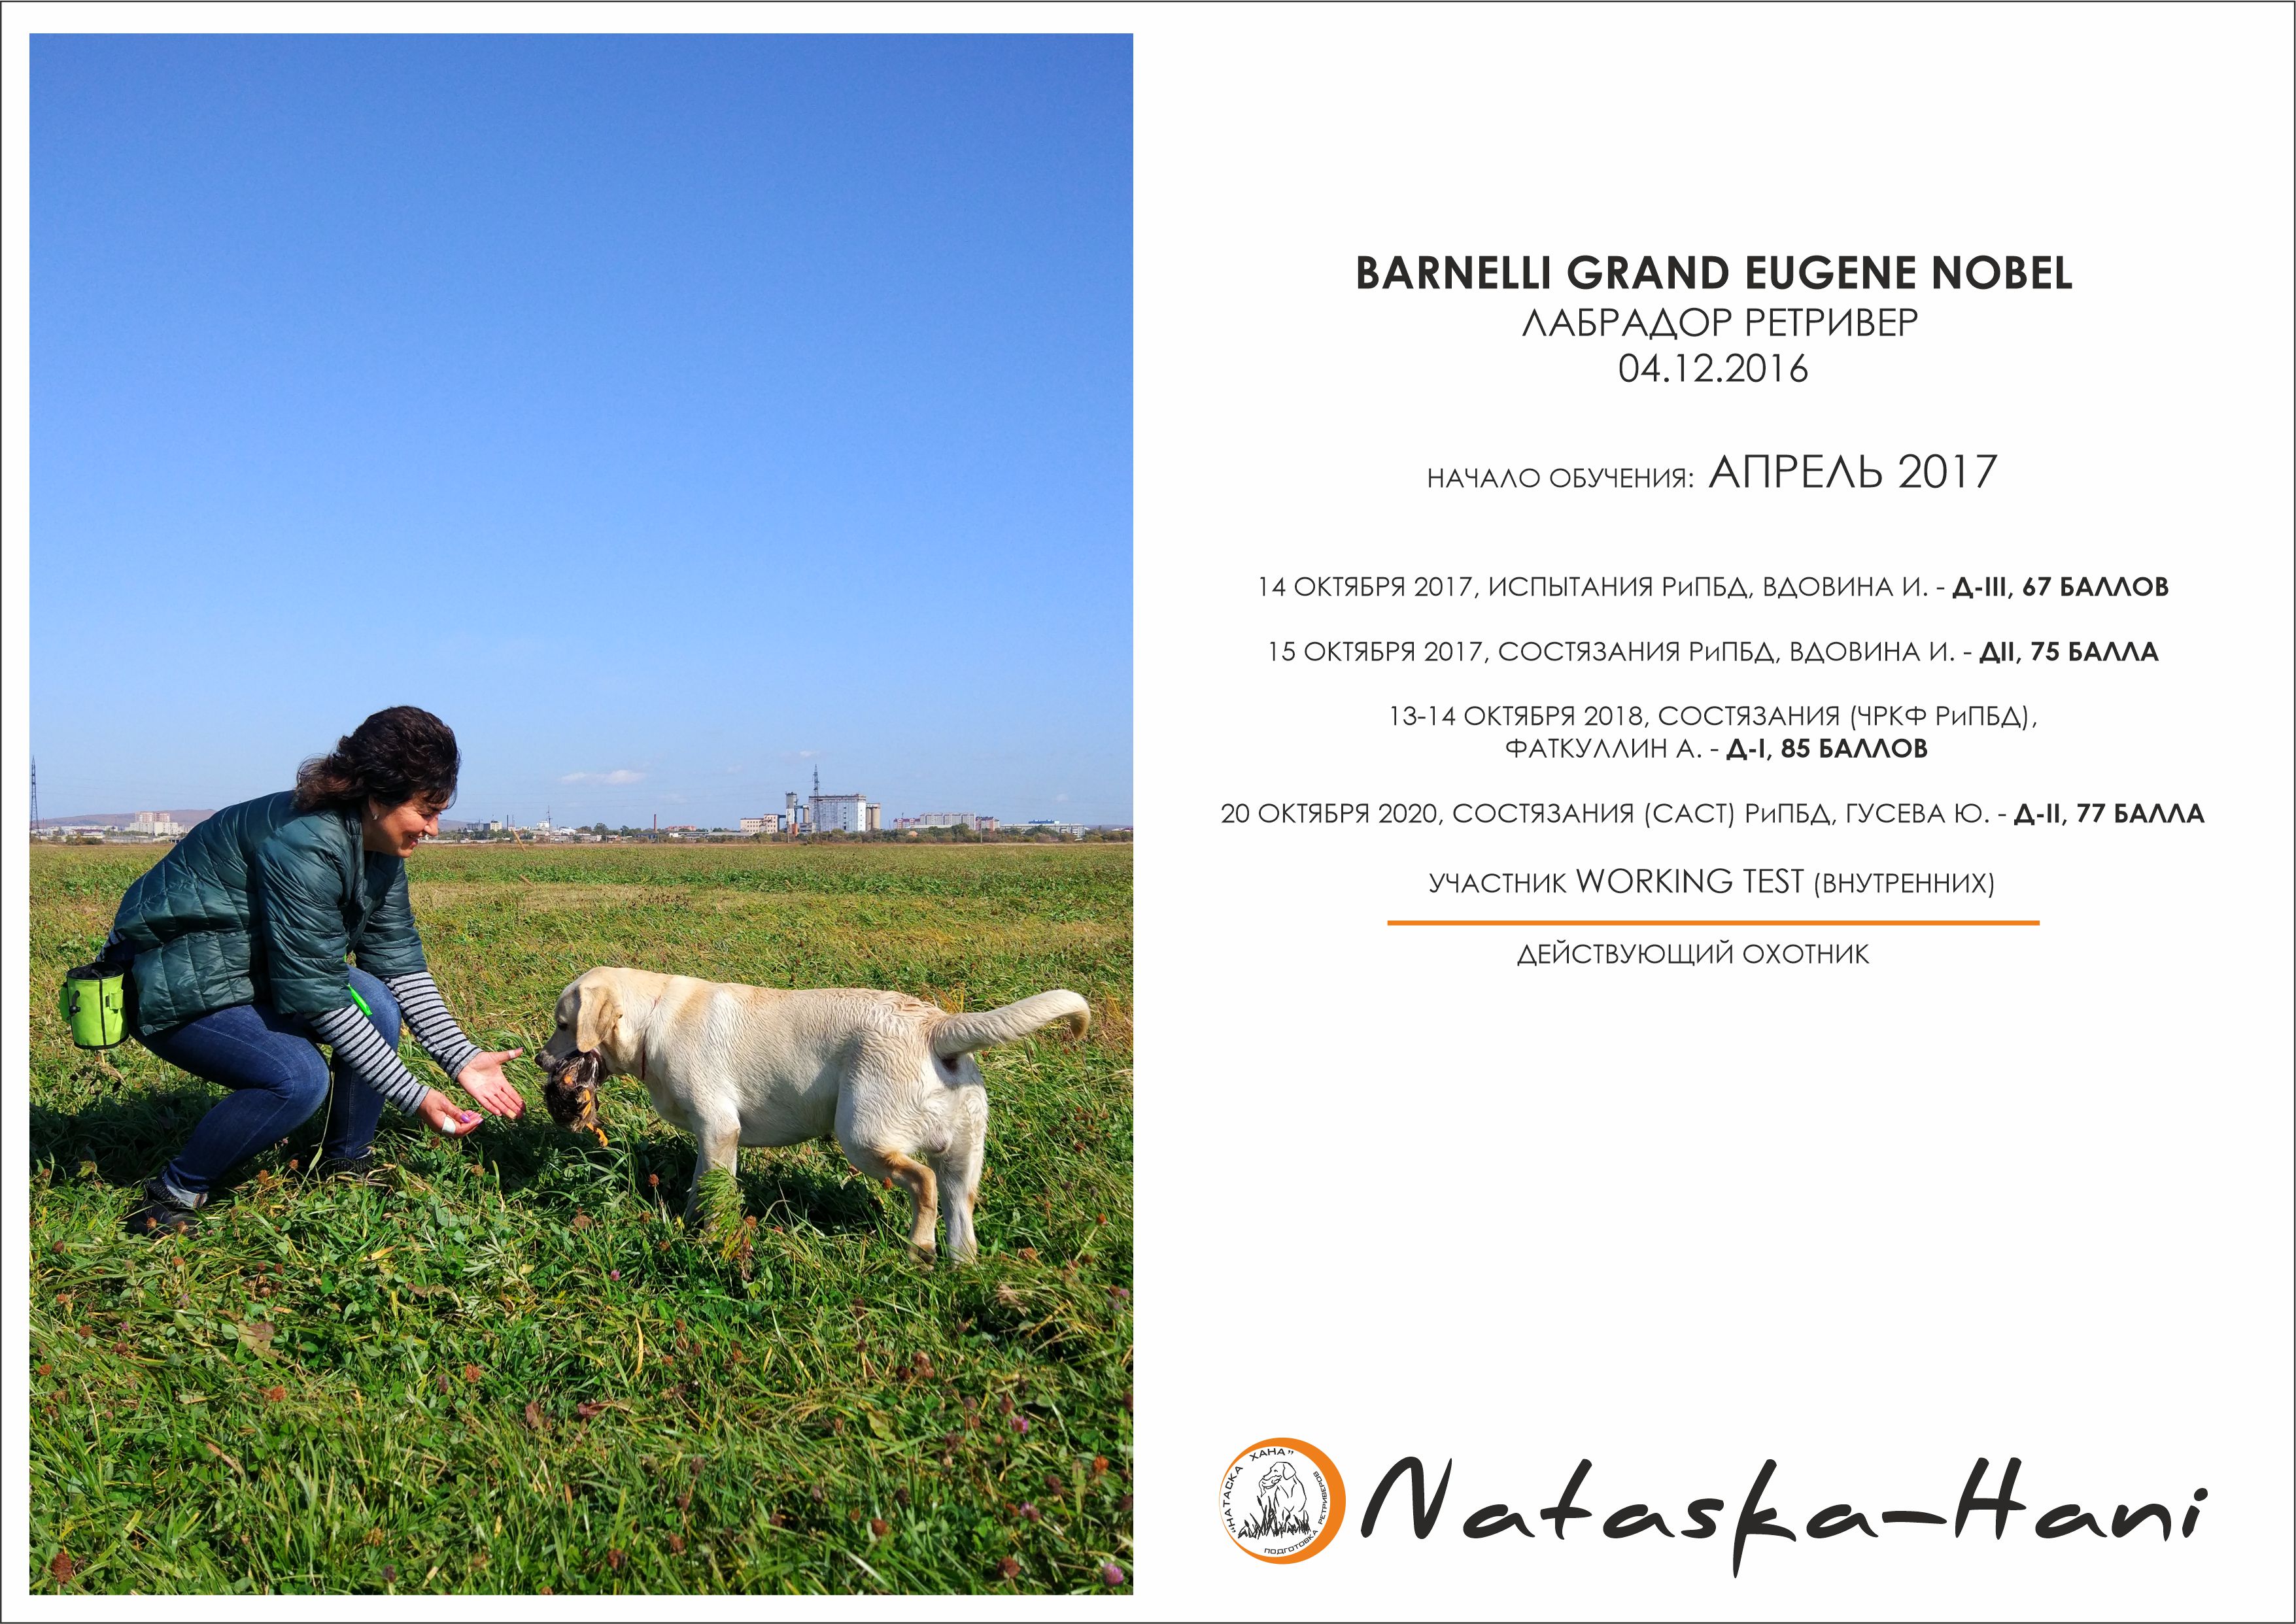 BARNELLI GRAND EUGENE NOBEL
ЛАБРАДОР РЕТРИВЕР
04.12.2016
НАЧАЛО ОБУЧЕНИЯ: АПРЕЛЬ 2017
14 ОКТЯБРЯ 2017, ИСПЫТАНИЯ РиПБД, ВДОВИНА И. - Д-III, 67 БАЛЛОВ
15 ОКТЯБРЯ 2017, СОСТЯЗАНИЯ РиПБД, ВДОВИНА И. - ДII, 75 БАЛЛА
13-14 ОКТЯБРЯ 2018, СОСТЯЗАНИЯ (ЧРКФ РиПБД),
ФАТКУЛЛИН А. - Д-I, 85 БАЛЛОВ
20 ОКТЯБРЯ 2020, СОСТЯЗАНИЯ (САСТ) РиПБД, ГУСЕВА Ю. - Д-II, 77 БАЛЛА
УЧАСТНИК WORKING TEST (ВНУТРЕННИХ)
ДЕЙСТВУЮЩИЙ ОХОТНИК
"НАТАСКА ХАНА"
ПОДГОТОВКА РЕТРИВЕРОВ
Nataska-Hani